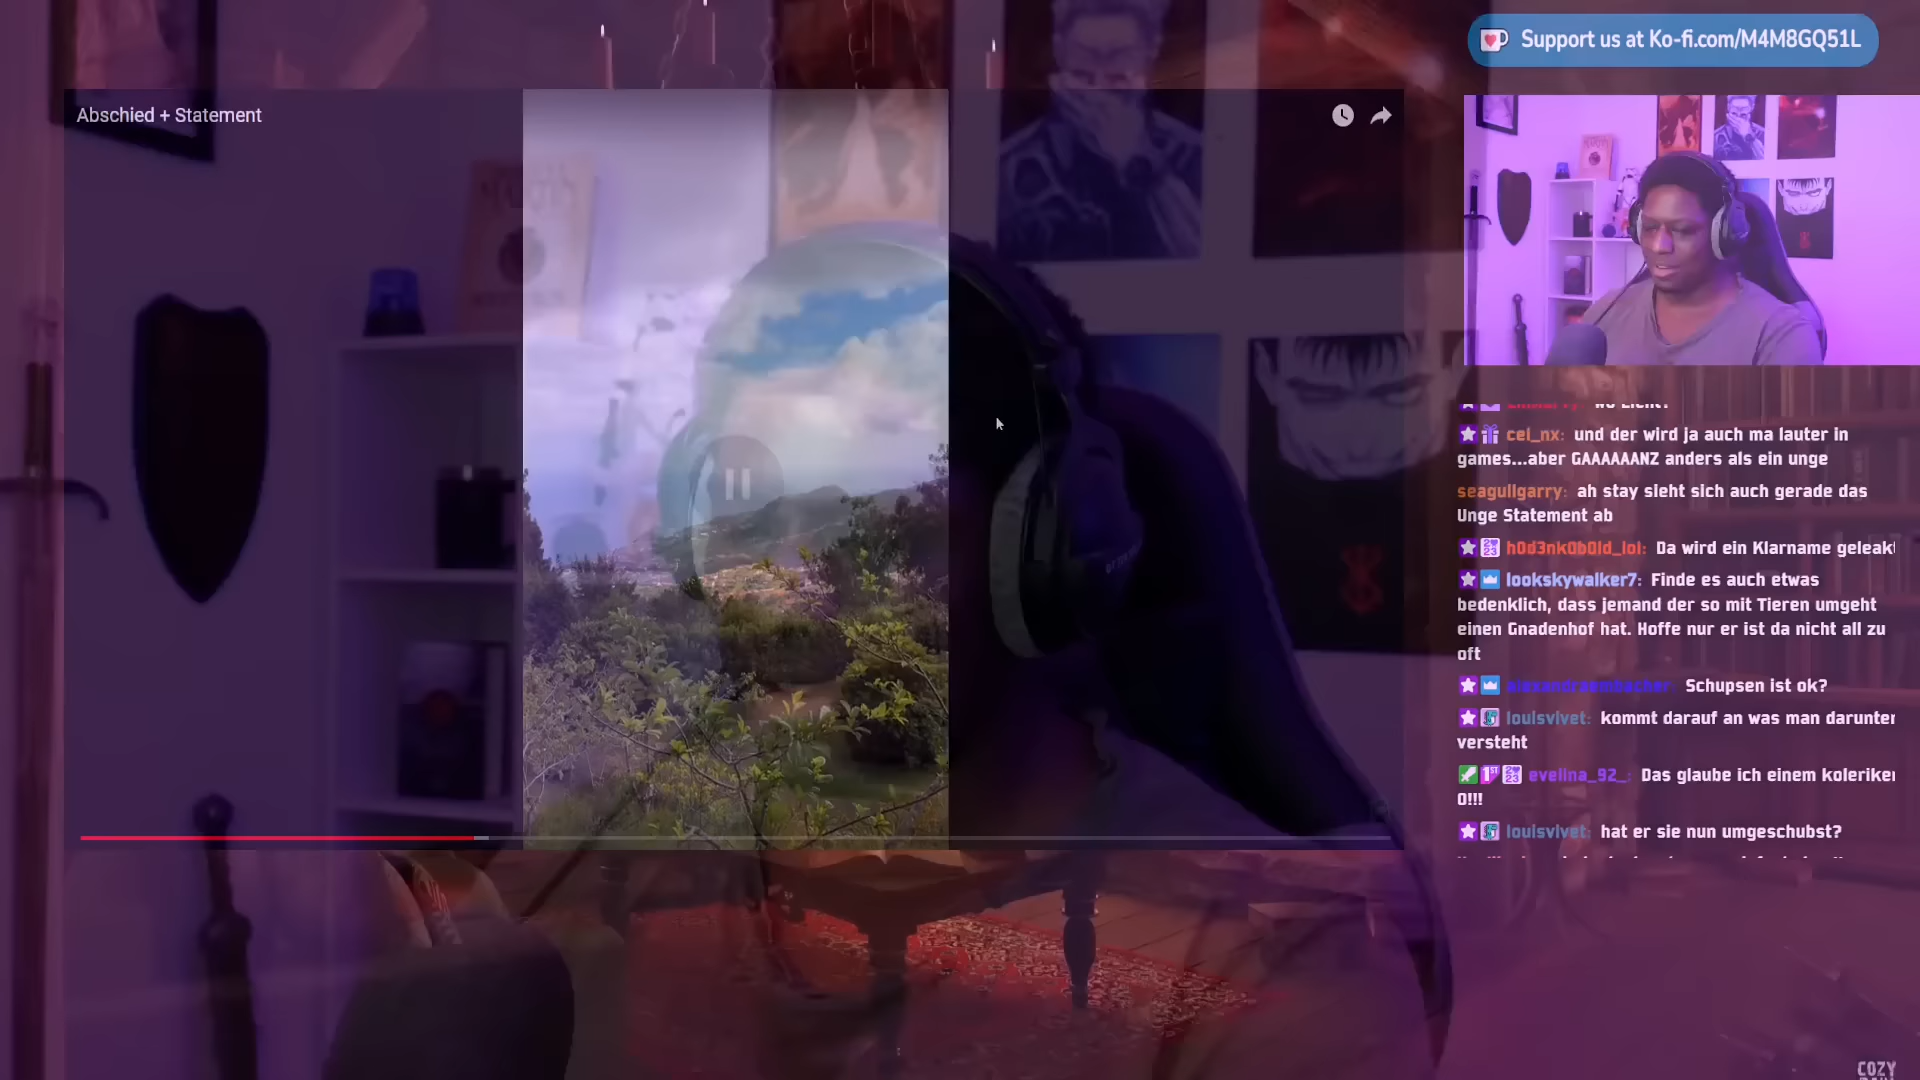 Support us at Ko-fi.com/M4M8GQ51L
Abschied + Statement
cei_nx: und der wird ja auch ma lauter in
games...aber GAAAAAANZ anders als ein unge
seagullgarry: ah stay sieht sich auch gerade das
Unge Statement ab
h0d3nk0b0ld_lol: Da wird ein Klarname geleakt
lookskywalker7: Finde es auch etwas
bedenklich, dass jemand der so mit Tieren umgeht
einen Gnadenhof hat. Hoffe nur er ist da nicht all zu
oft
Schupsen ist ok?
louisvivet: kommt darauf an was man darunter
versteht
evelina_92_: Das glaube ich einem koleriker
0!!!
louisvivet: hat er sie nun umgeschubst?
COZY